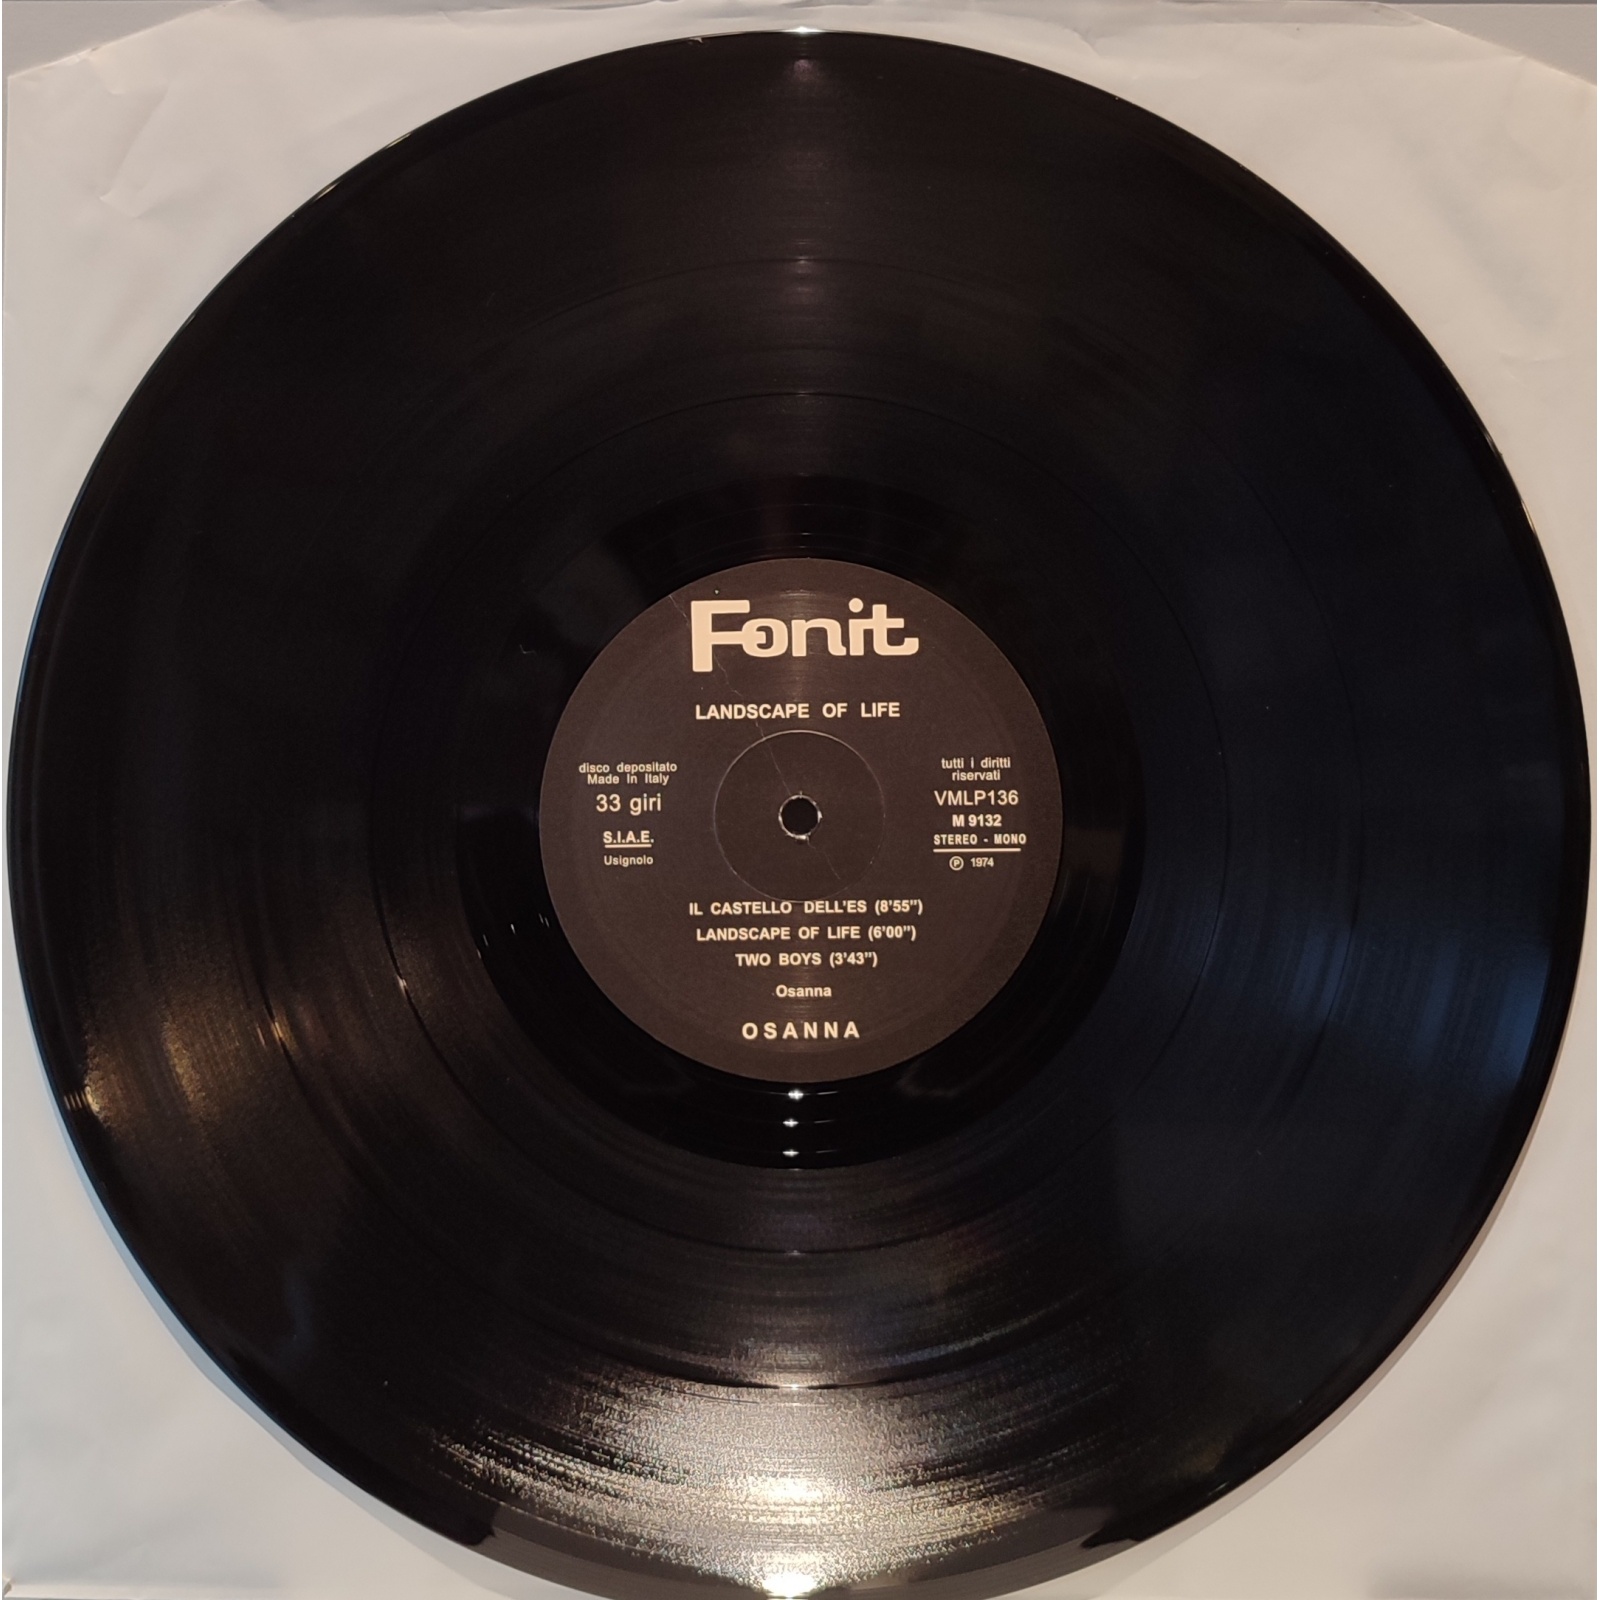 Fonit
LANDSCAPE OF LIFE
disco depositato
Made In Italy
33 giri
S.I.A.E.
Usignolo
tutti i diritti
riservati
VMLP136
M 9132
STEREO - MONO
Ⓟ 1974
IL CASTELLO DELL'ES (8'55")
LANDSCAPE OF LIFE (6'00")
TWO BOYS (3'43")
Osanna
OSANNA